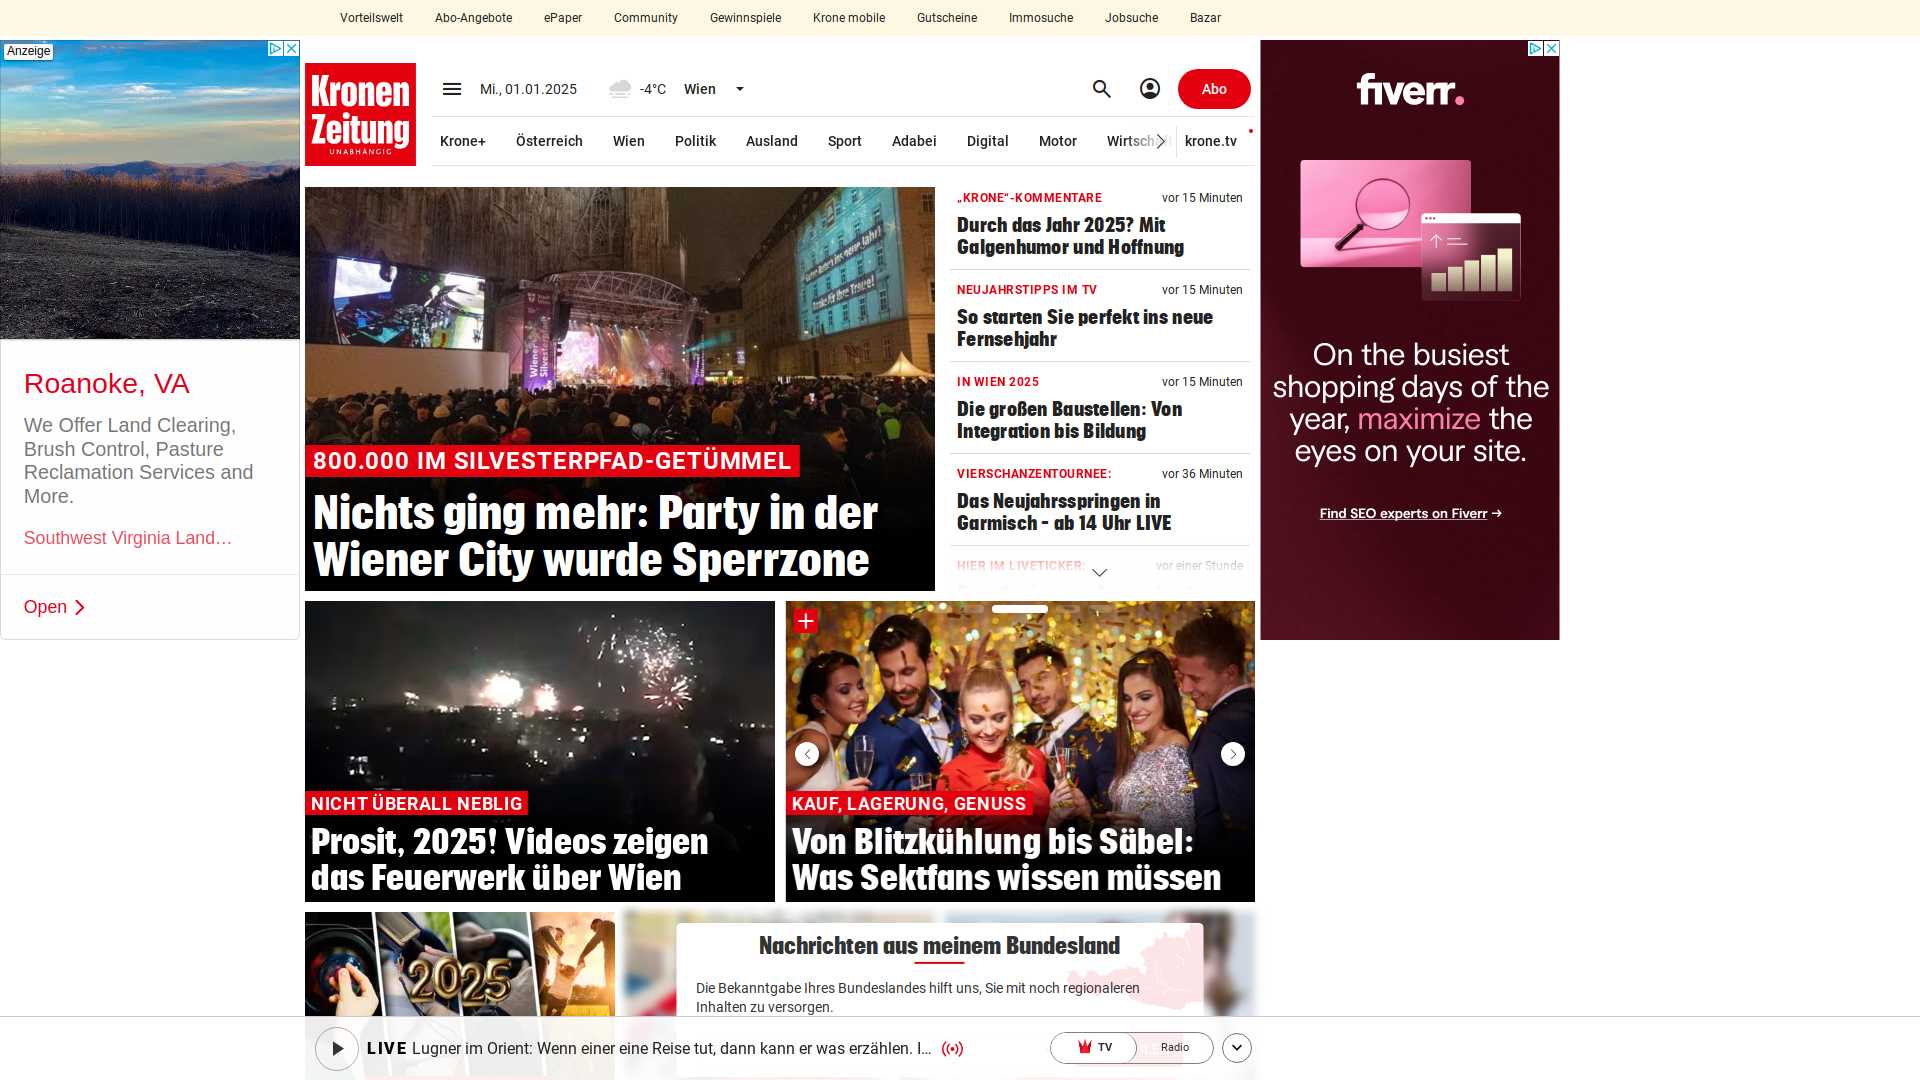 Vorteilswelt Abo-Angebote ePaper Community Gewinnspiele Krone mobile Gutscheine Immosuche Jobsuche Bazar
Anzeige
Roanoke, VA
We Offer Land Clearing,
Brush Control, Pasture
Reclamation Services and
More.
Southwest Virginia Land...
Open
Kronen
Zeitung
UNABHÄNGIG
Mi., 01.01.2025 -4°C Wien
Abo
Krone+ Österreich Wien Politik Ausland Sport Adabei Digital Motor Wirtschaft krone.tv
800.000 IM SILVESTERPFAD-GETÜMMEL
Nichts ging mehr: Party in der
Wiener City wurde Sperrzone
„KRONE“-KOMMENTARE vor 15 Minuten
Durch das Jahr 2025? Mit
Galgenhumor und Hoffnung
NEUJAHRSTIPPS IM TV vor 15 Minuten
So starten Sie perfekt ins neue
Fernsehjahr
IN WIEN 2025 vor 15 Minuten
Die großen Baustellen: Von
Integration bis Bildung
VIERSCHANZENTOURNEE: vor 36 Minuten
Das Neujahrsspringen in
Garmisch - ab 14 Uhr LIVE
HIER IM LIVETICKER: vor einer Stunde
NICHT ÜBERALL NEBLIG
Prosit, 2025! Videos zeigen
das Feuerwerk über Wien
KAUF, LAGERUNG, GENUSS
Von Blitzkühlung bis Säbel:
Was Sektfans wissen müssen
2025
Nachrichten aus meinem Bundesland
Die Bekanntgabe Ihres Bundeslandes hilft uns, Sie mit noch regionaleren
Inhalten zu versorgen.
LIVE Lugner im Orient: Wenn einer eine Reise tut, dann kann er was erzählen. I...
TV Radio
fiverr.
On the busiest
shopping days of the
year, maximize the
eyes on your site.
Find SEO experts on Fiverr →